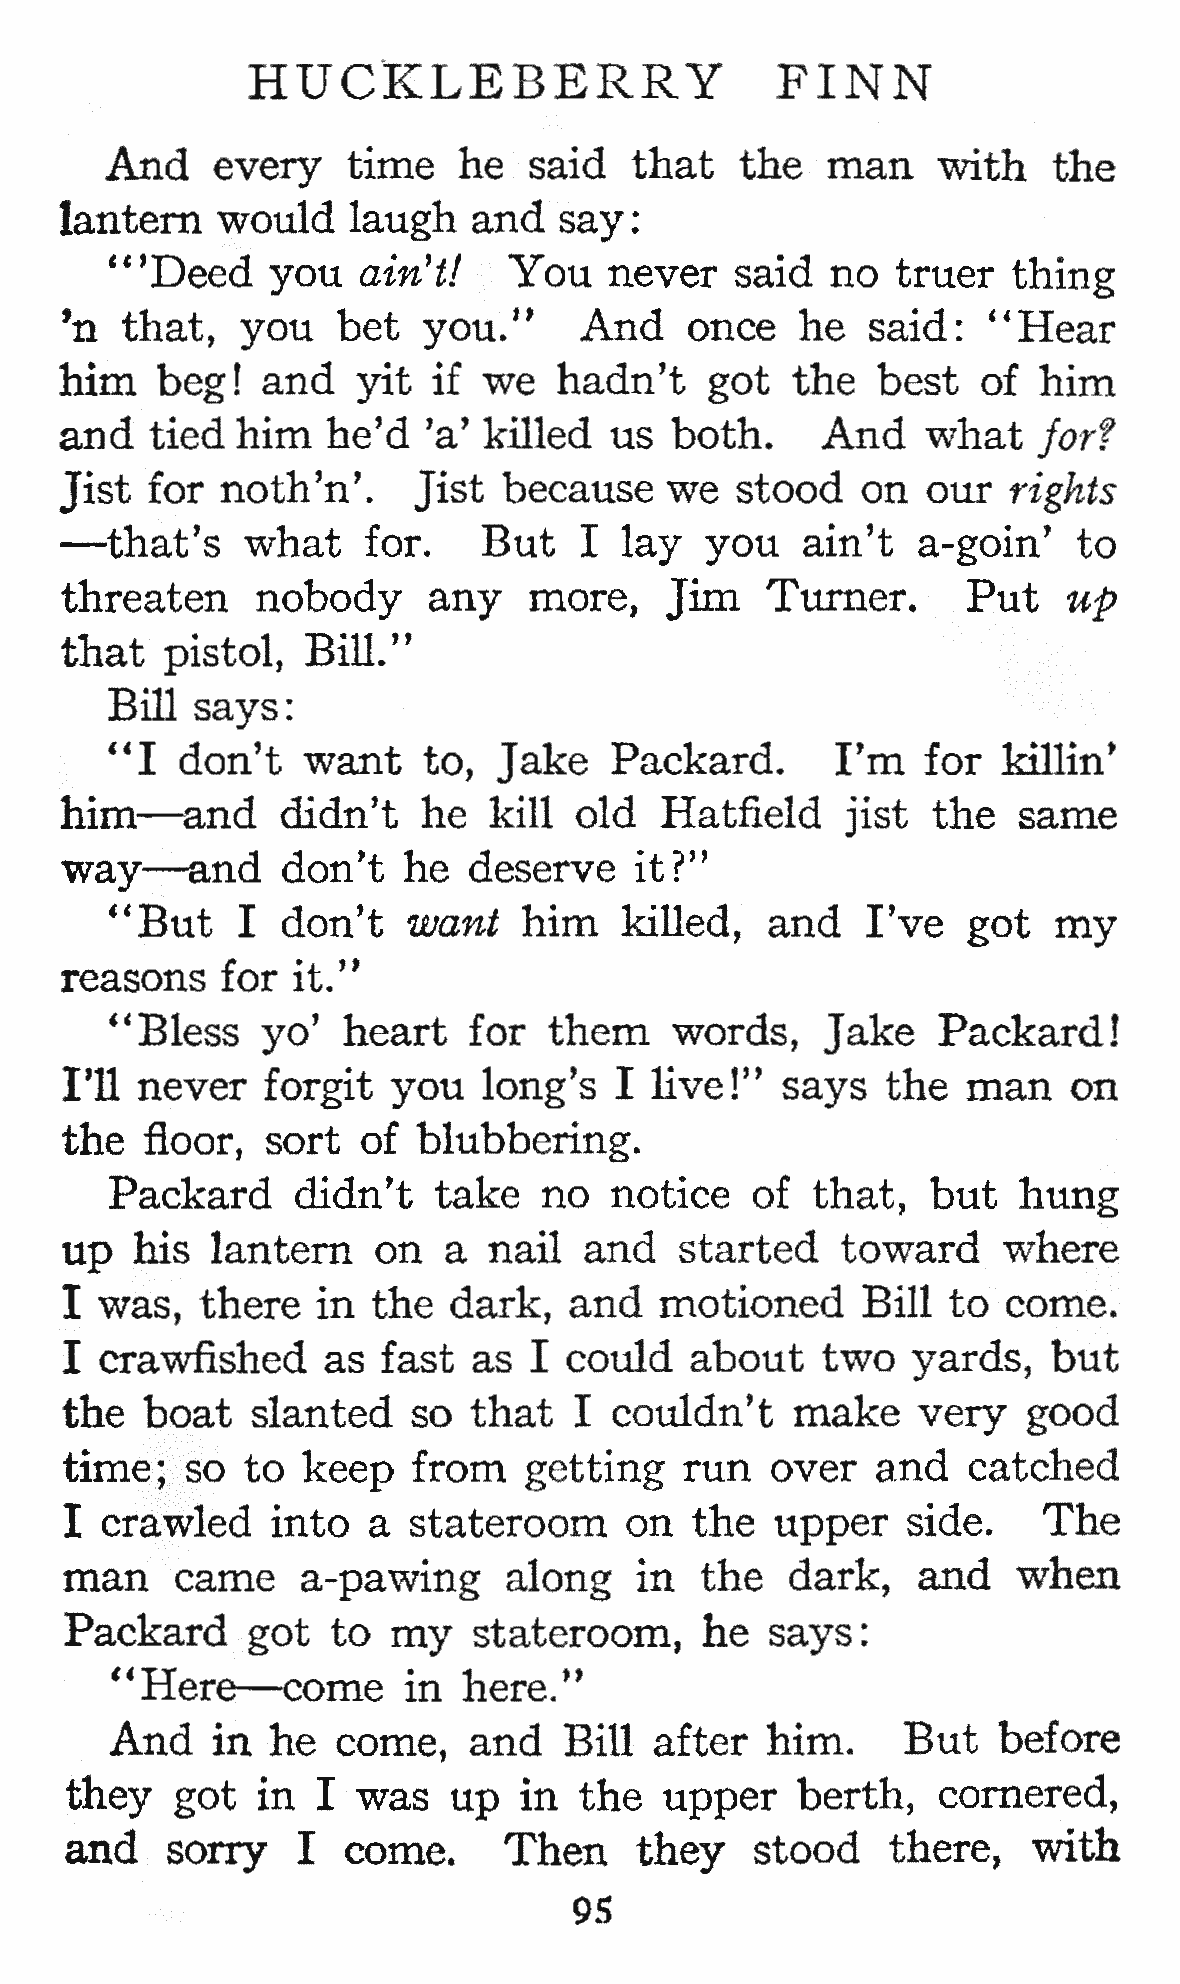 HUCKLEBERRY FINN
And every time he said that the man with the
lantern would laugh and say:
“’Deed you ain't! You never said no truer thing
’n that, you bet you.” And once he said: “Hear
him beg! and yit if we hadn’t got the best of him
and tied him he’d ’a’ killed us both. And what for?
Jist for noth’n’. Jist because we stood on our rights
—that’s what for. But I lay you ain’t a-goin’ to
threaten nobody any more, Jim Turner. Put up
that pistol, Bill.”
Bill says:
“I don’t want to, Jake Packard. I’m for killin’
him—and didn’t he kill old Hatfield jist the same
way—and don’t he deserve it?”
“But I don’t want him killed, and I’ve got my
reasons for it.”
“Bless yo’ heart for them words, Jake Packard!
I’ll never forgit you long’s I live!” says the man on
the floor, sort of blubbering.
Packard didn’t take no notice of that, but hung
up his lantern on a nail and started toward where
I was, there in the dark, and motioned Bill to come.
I crawfished as fast as I could about two yards, but
the boat slanted so that I couldn’t make very good
time; so to keep from getting run over and catched
I crawled into a stateroom on the upper side. The
man came a-pawing along in the dark, and when
Packard got to my stateroom, he says:
“Here—come in here.”
And in he come, and Bill after him. But before
they got in I was up in the upper berth, cornered,
and sorry I come. Then they stood there, with
95